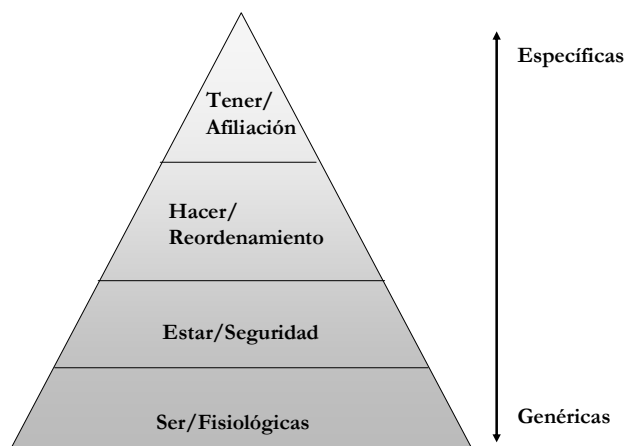 Específicas
Tener/
Afiliación
Hacer/
Reordenamiento
Estar/Seguridad
Ser/Fisiológicas
Genéricas